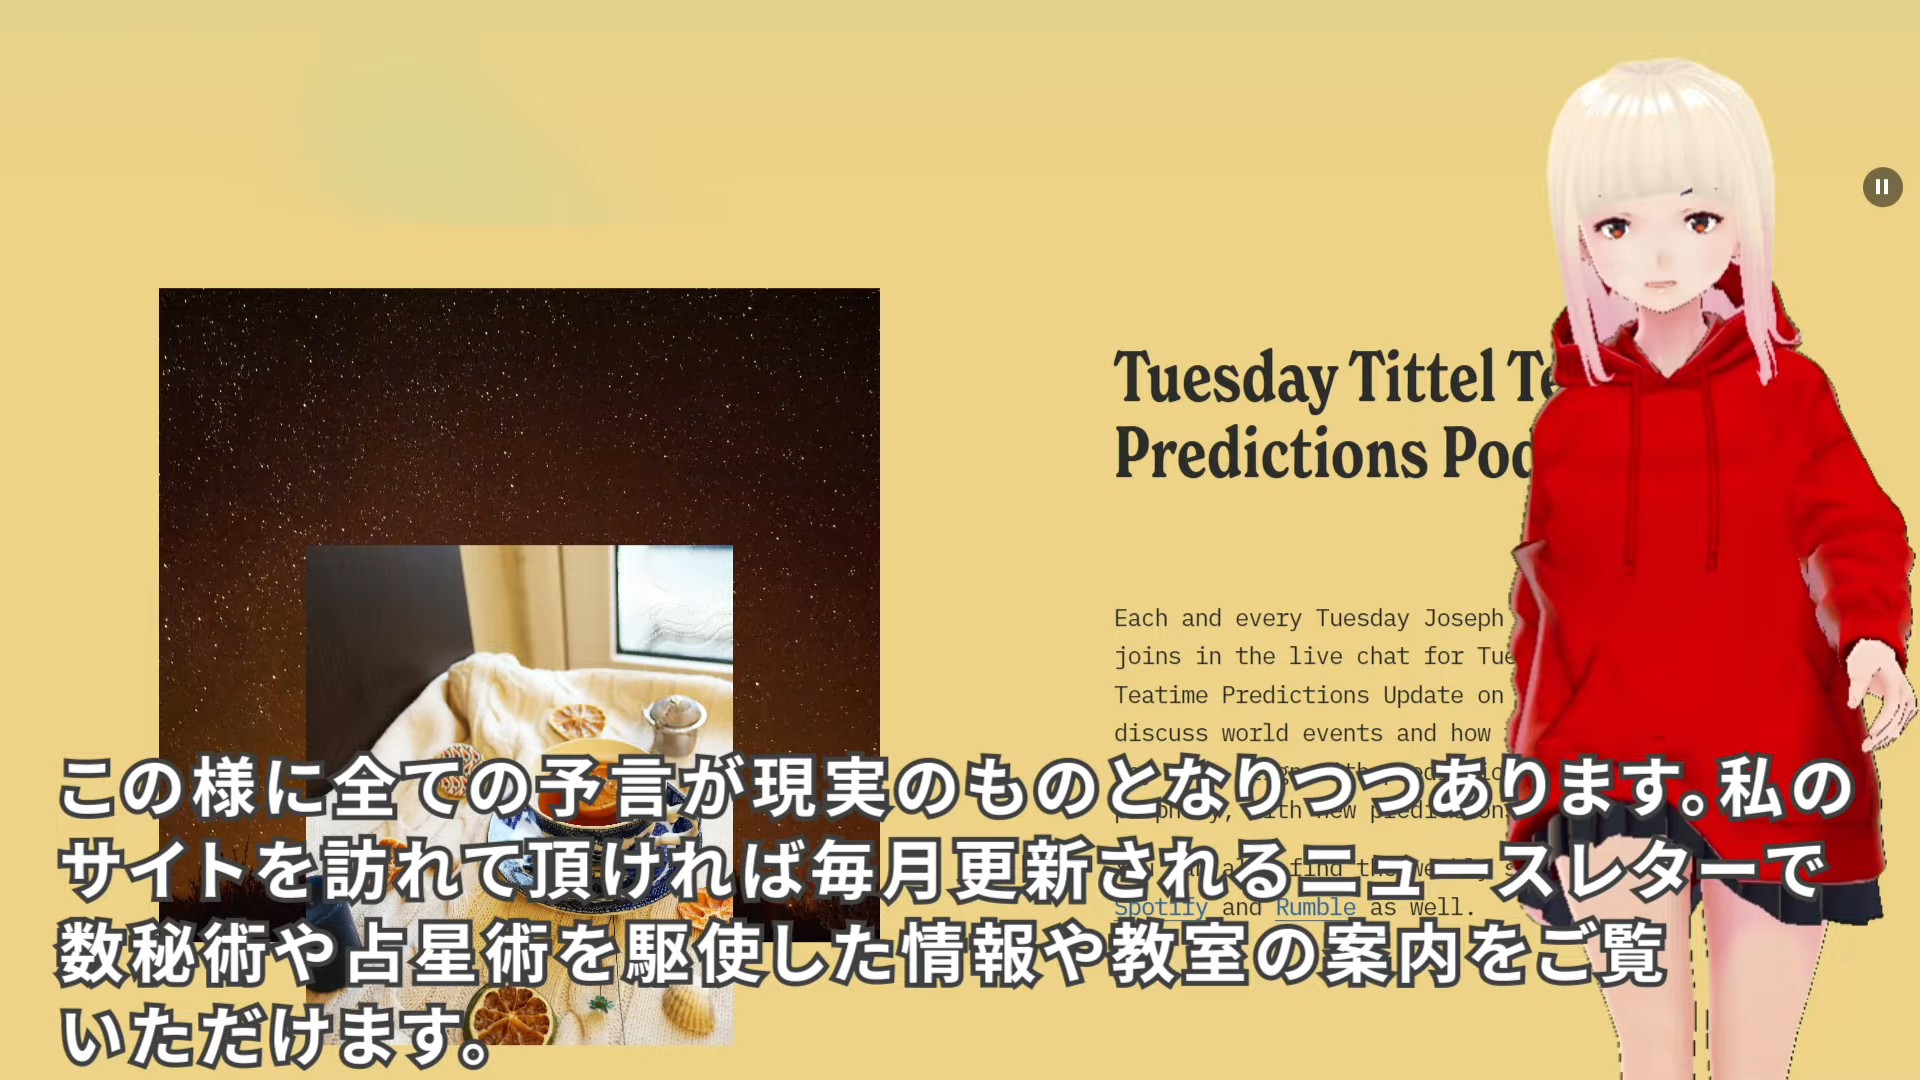 Tuesday Tittel
Predictions
Each and every Tuesday Joseph
joins in the live chat for
Teatime Predictions Update on
discuss world events and how
Spotify and Rumble as well.
この様に全ての予言が現実のものとなりつつあります。私の
サイトを訪れて頂ければ毎月更新されるニュースレターで
数秘術や占星術を駆使した情報や教室の案内をご覧
いただけます。